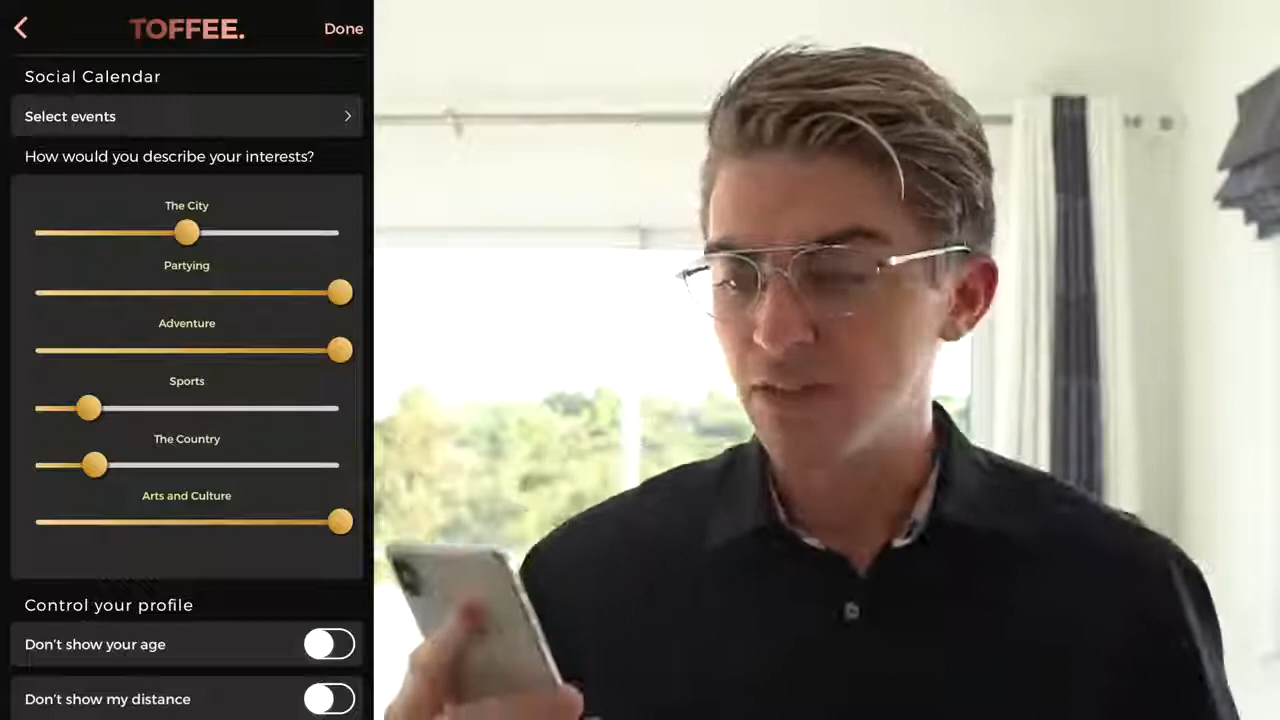 TOFFEE.
Done
Social Calendar
Select events
How would you describe your interests?
The City
Partying
Adventure
Sports
The Country
Arts and Culture
Control your profile
Don't show your age
Don't show my distance